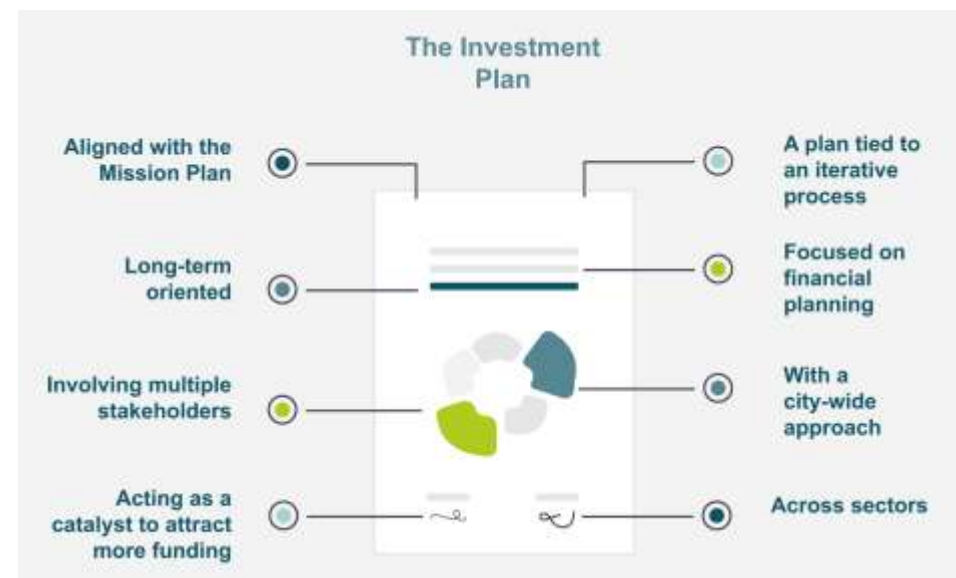 The Investment
Plan
Aligned with the
Mission Plan
Long-term
oriented
Involving multiple
stakeholders
Acting as a
catalyst to attract
more funding
A plan tied to
an iterative
process
Focused on
financial
planning
With a
city-wide
approach
Across sectors